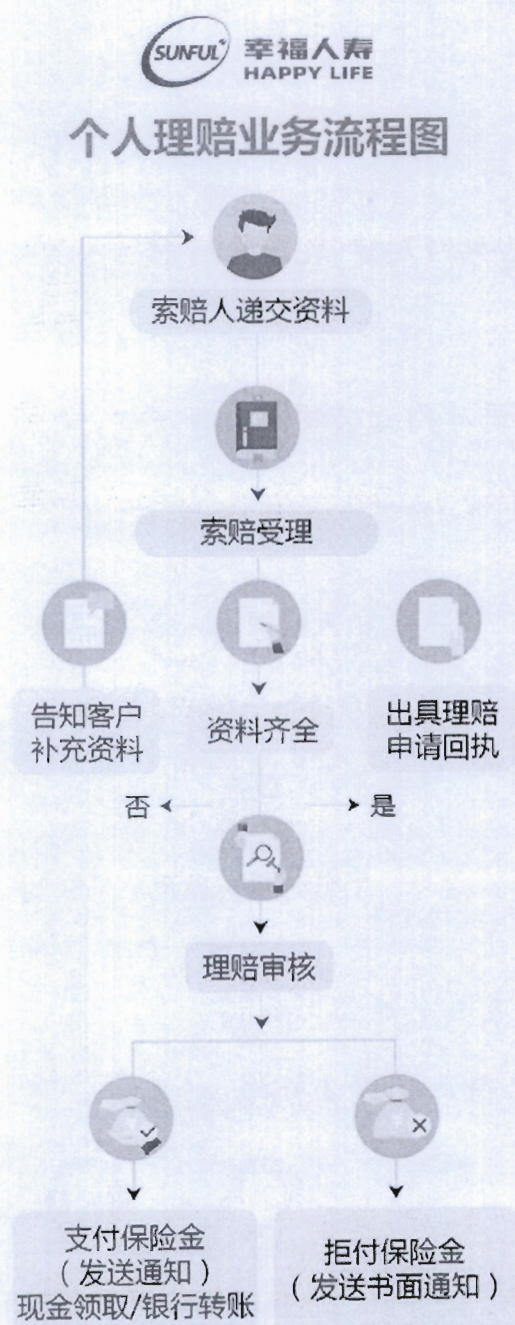 SUNFUL
幸福人寿
HAPPY LIFE
个人理赔业务流程图
索赔人递交资料
索赔受理
告知客户
补充资料
资料齐全
出具理赔
申请回执
否
是
理赔审核
支付保险金
(发送通知)
现金领取/银行转账
拒付保险金
(发送书面通知)